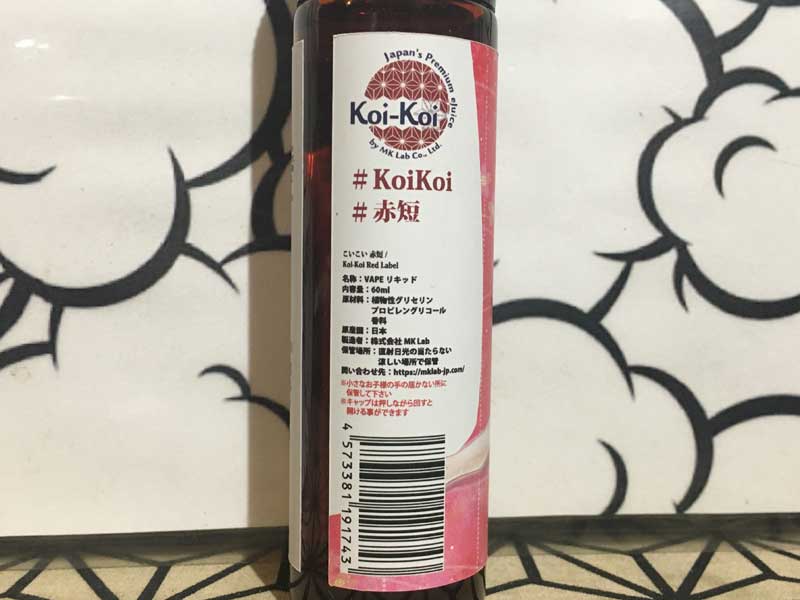 Japan's Premium eJuice
Koi-Koi
by MK Lab Co., Ltd.
# KoiKoi
# 赤短
こいこい 赤短 /
Koi-Koi Red Label
名称：VAPE リキッド
内容量：60ml
原材料：植物性グリセリン
プロピレングリコール
香料
原産国：日本
製造者：株式会社 MK Lab
保管場所：直射日光の当たらない
涼しい場所で保管
問い合わせ先：https://mklab-jp.com/
※小さなお子様の手の届かない所に
保管して下さい
※キャップは押しながら回すと
開ける事ができます
4 573381 191743